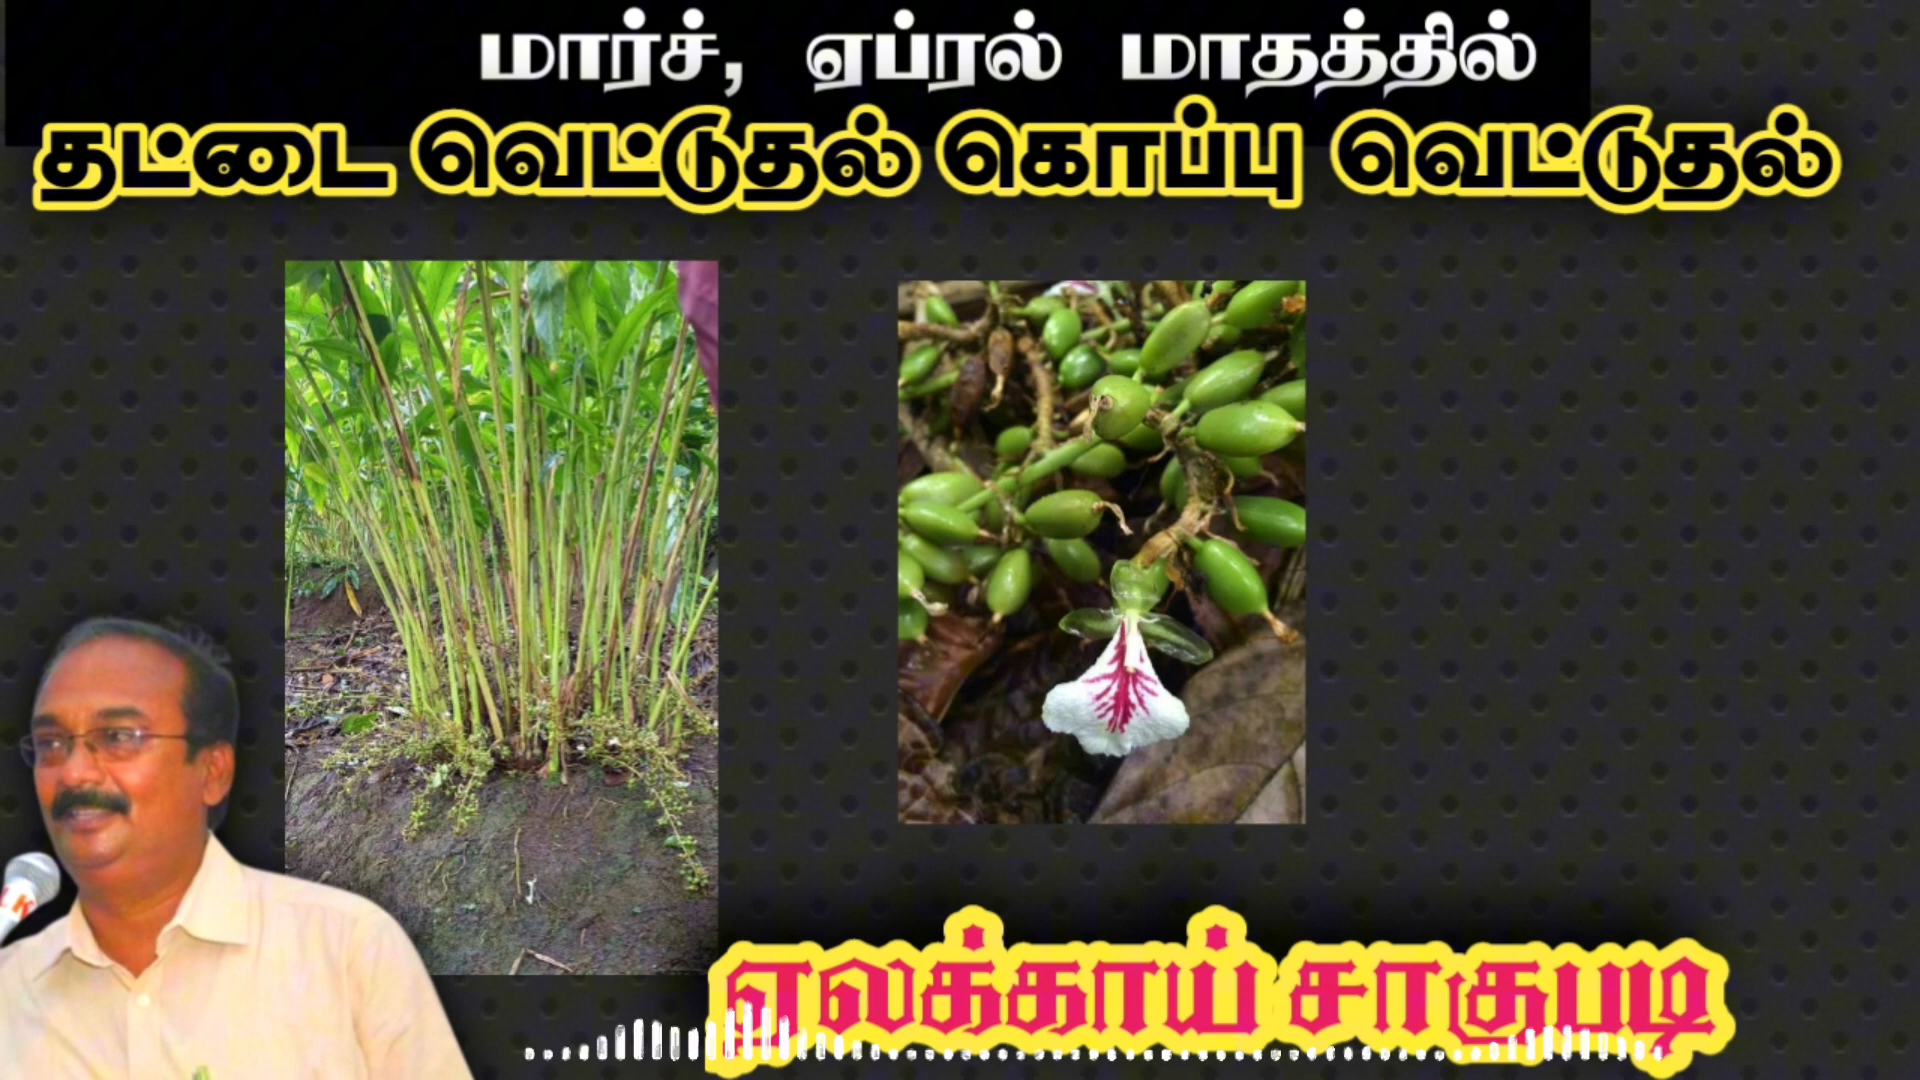 மார்ச், ஏப்ரல் மாதத்தில்
தட்டை வெட்டுதல் கொப்பு வெட்டுதல்
ஏலக்காய் சாகுபடி